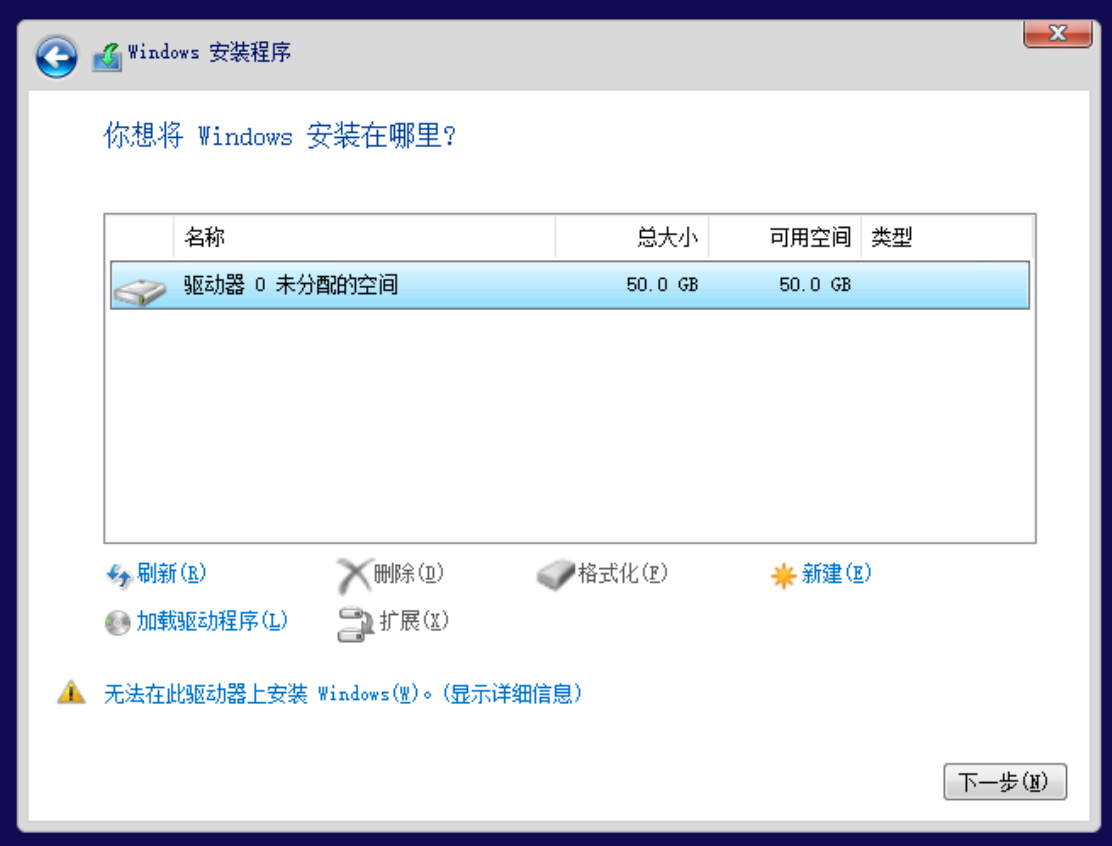 Windows 安装程序
你想将 Windows 安装在哪里?
名称 总大小 可用空间 类型
驱动器 0 未分配的空间 50.0 GB 50.0 GB
刷新(R) 删除(D) 格式化(F) 新建(E)
加载驱动程序(L) 扩展(X)
无法在此驱动器上安装 Windows(W)。(显示详细信息)
下一步(N)